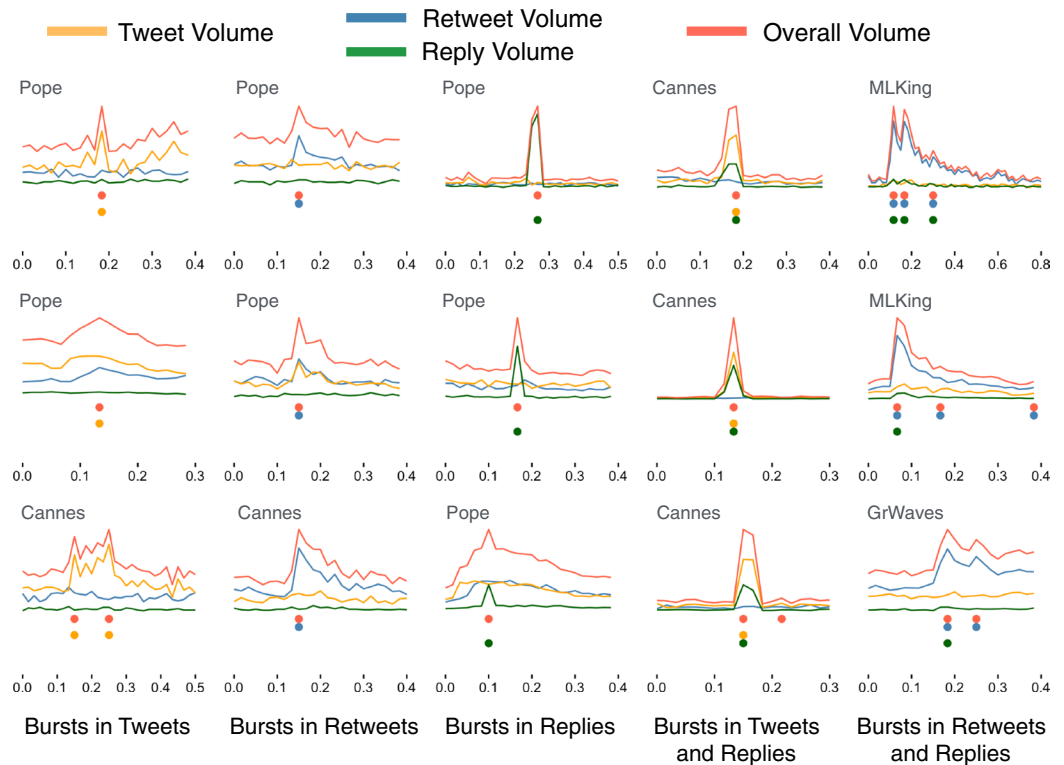 Tweet Volume
Retweet Volume
Reply Volume
Overall Volume
Pope
Pope
Pope
Cannes
MLKing
0.0 0.1 0.2 0.3 0.4
0.0 0.1 0.2 0.3 0.4
0.0 0.1 0.2 0.3 0.4 0.5
0.0 0.1 0.2 0.3 0.4
0.0 0.2 0.4 0.6 0.8
Pope
Pope
Pope
Cannes
MLKing
0.0 0.1 0.2 0.3
0.0 0.1 0.2 0.3 0.4
0.0 0.1 0.2 0.3 0.4
0.0 0.1 0.2 0.3
0.0 0.1 0.2 0.3 0.4
Cannes
Cannes
Pope
Cannes
GrWaves
0.0 0.1 0.2 0.3 0.4 0.5
0.0 0.1 0.2 0.3 0.4
0.0 0.1 0.2 0.3
0.0 0.1 0.2 0.3
0.0 0.1 0.2 0.3 0.4
Bursts in Tweets
Bursts in Retweets
Bursts in Replies
Bursts in Tweets
and Replies
Bursts in Retweets
and Replies